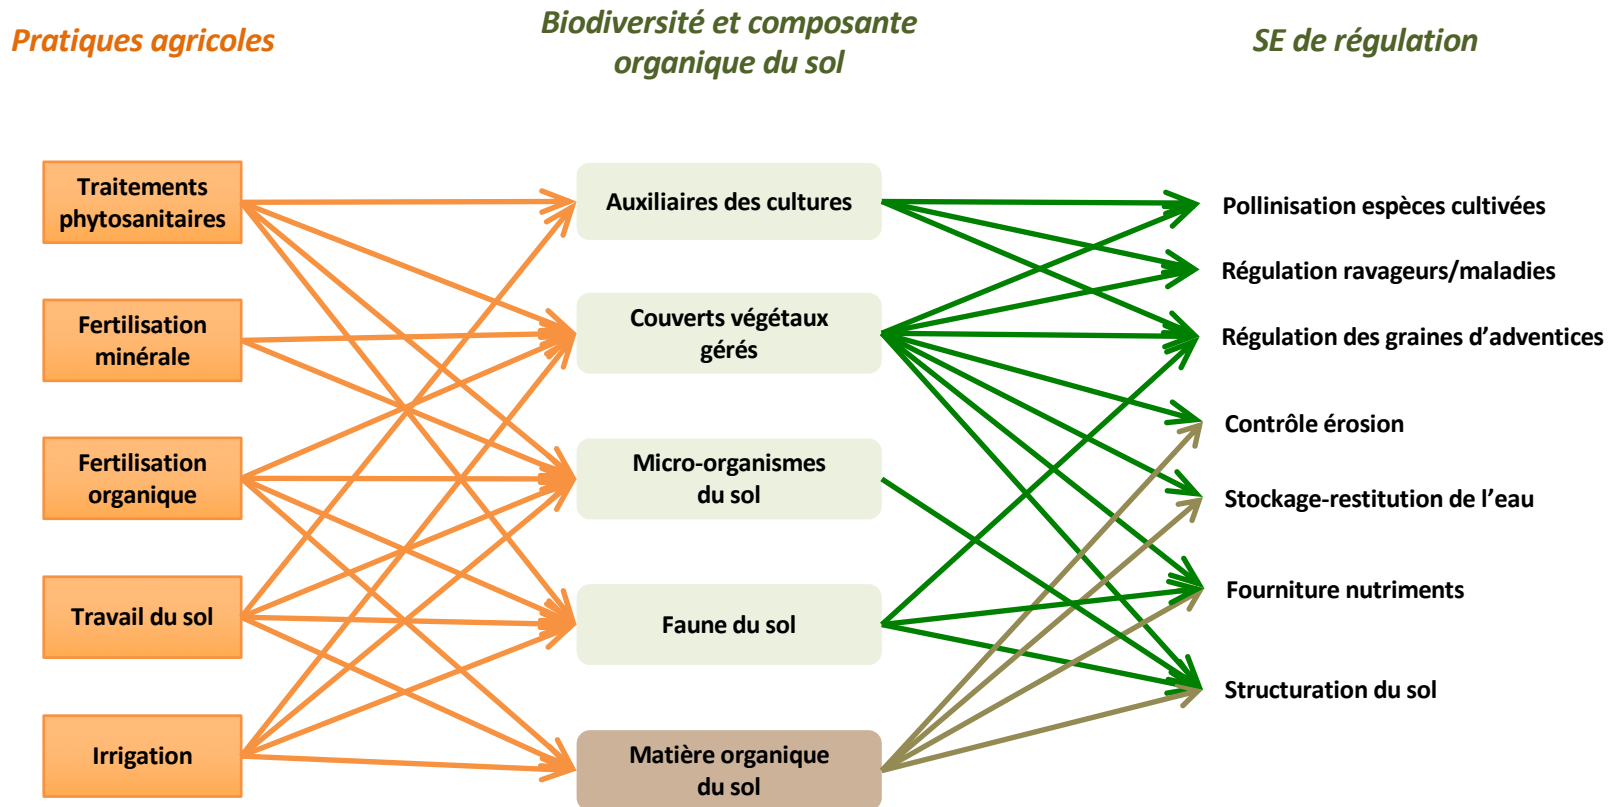 Pratiques agricoles
Biodiversité et composante
organique du sol
SE de régulation
Traitements
phytosanitaires
Fertilisation
minérale
Fertilisation
organique
Travail du sol
Irrigation
Auxiliaires des cultures
Couverts végétaux
gérés
Micro-organismes
du sol
Faune du sol
Matière organique
du sol
Pollinisation espèces cultivées
Régulation ravageurs/maladies
Régulation des graines d’adventices
Contrôle érosion
Stockage-restitution de l’eau
Fourniture nutriments
Structuration du sol